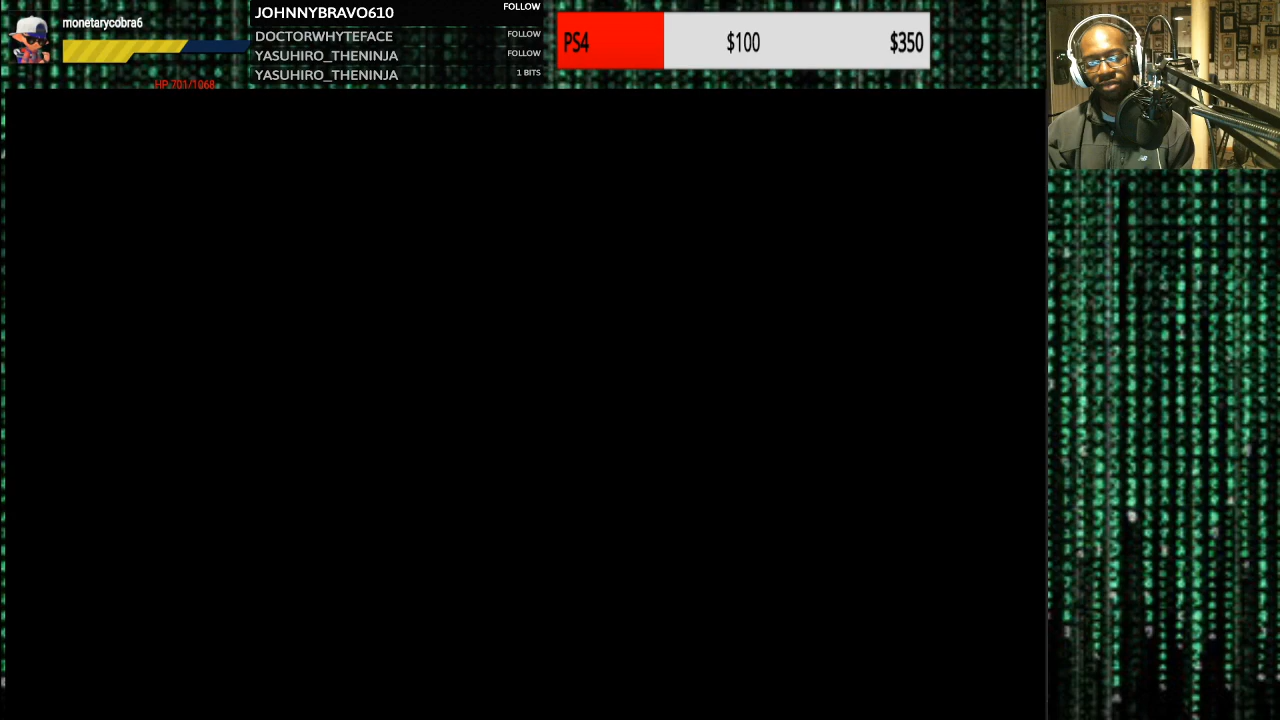 monetarycobra6
HP 701/1068
JOHNNYBRAVO610 FOLLOW
DOCTORWHYTEFACE FOLLOW
YASUHIRO_THENINJA FOLLOW
YASUHIRO_THENINJA 1 BITS
PS4 $100 $350